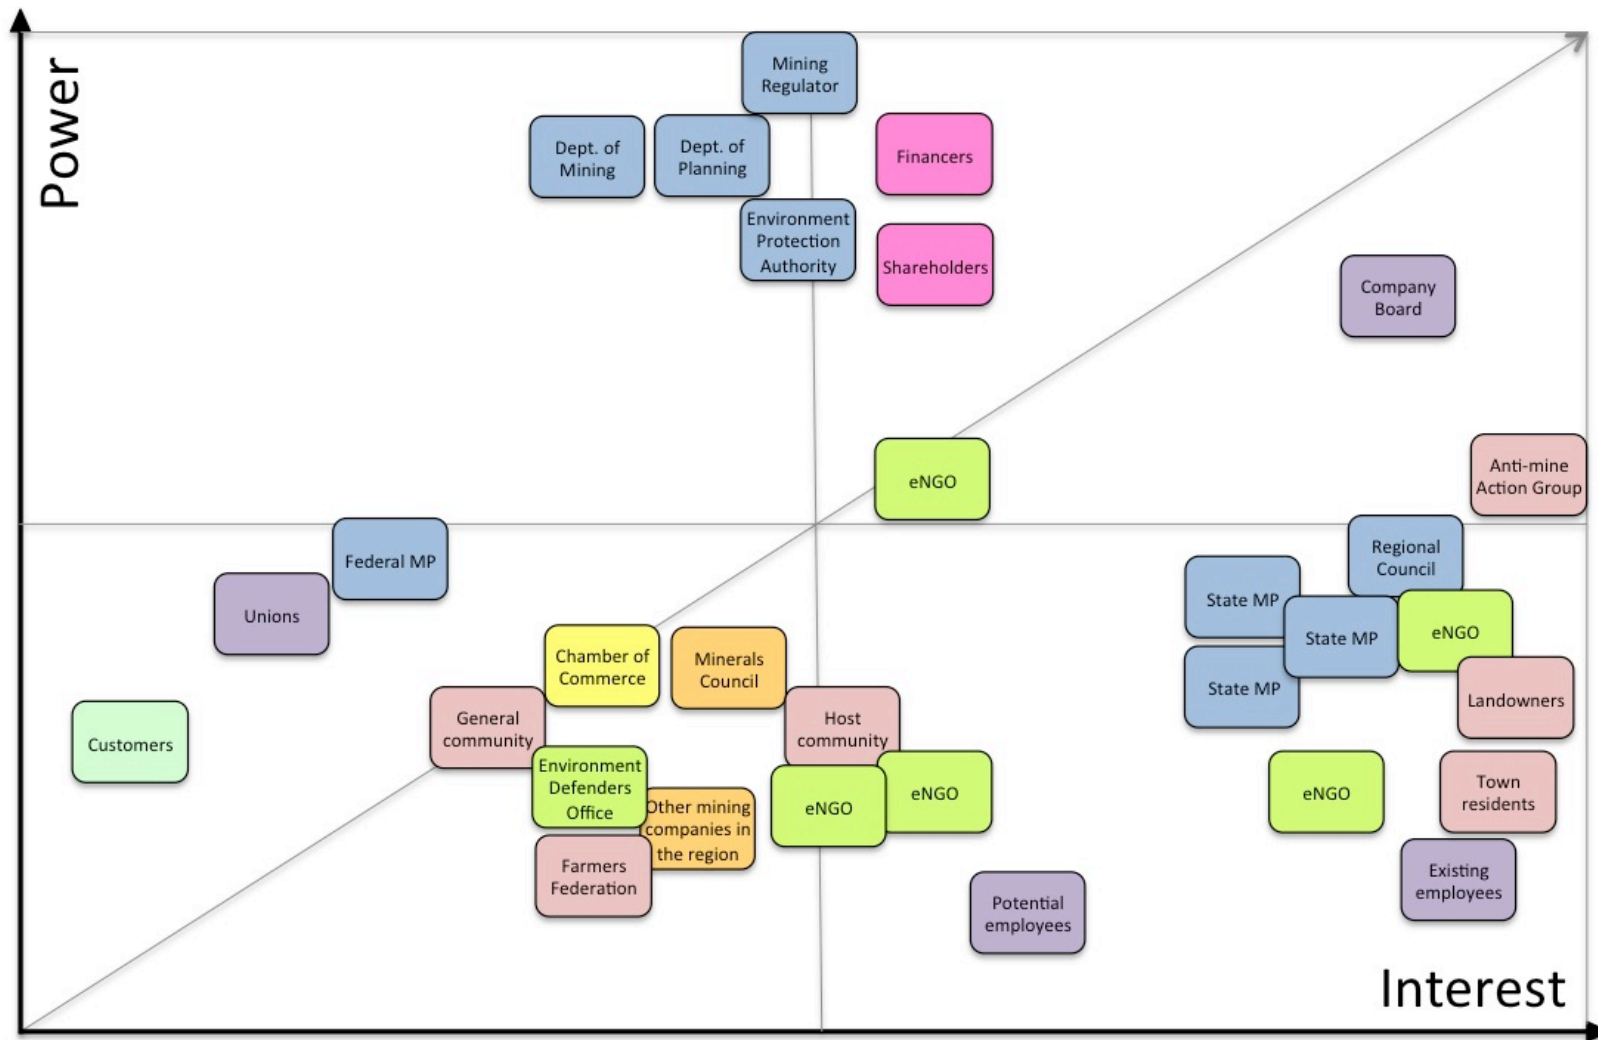 Power
Mining
Regulator
Dept. of
Mining
Dept. of
Planning
Financers
Environment
Protection
Authority
Shareholders
Company
Board
eNGO
Anti-mine
Action Group
Federal MP
Regional
Council
State MP
Unions
State MP
eNGO
Chamber of
Commerce
Minerals
Council
State MP
Landowners
General
community
Host
community
Customers
Environment
Defenders
Office
eNGO
eNGO
eNGO
Town
residents
Other mining
companies in
the region
Farmers
Federation
Existing
employees
Potential
employees
Interest